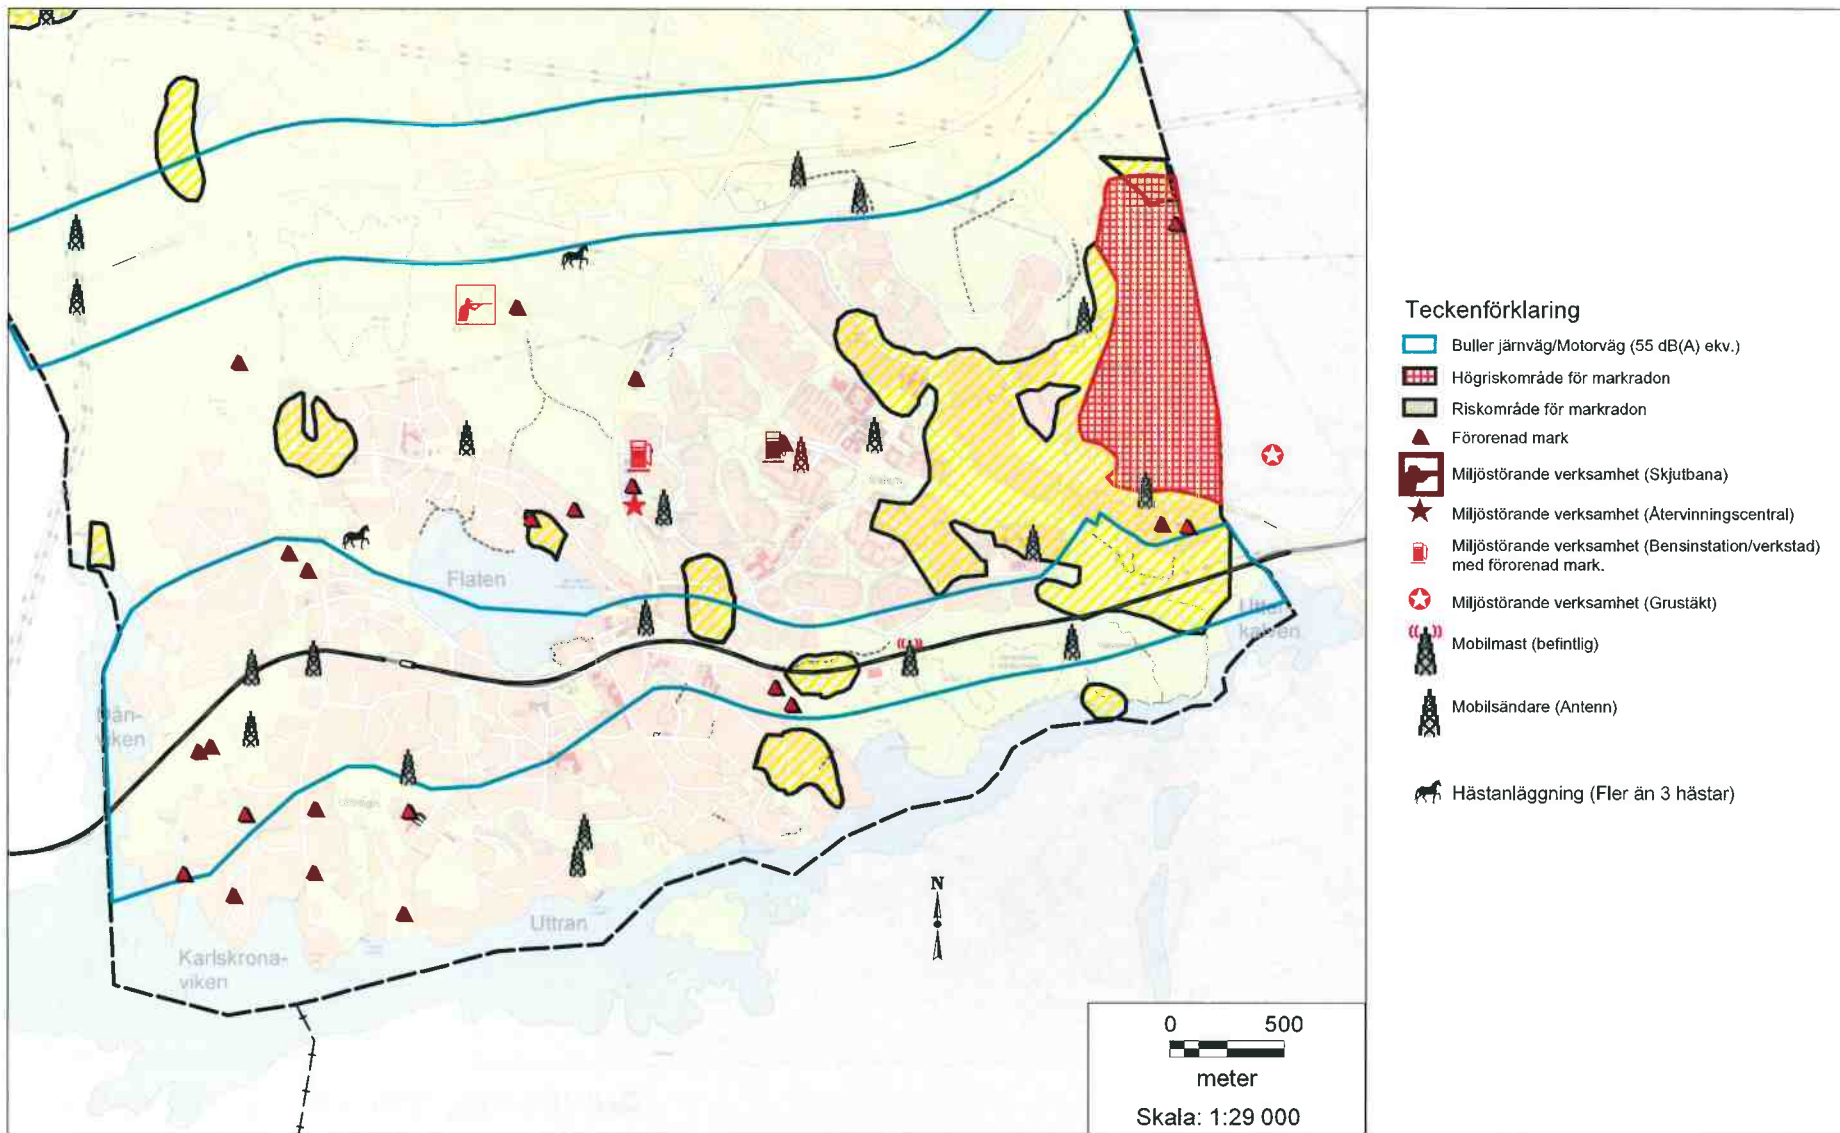 Flaten
Dån-
viken
Uttran
Karlskrona-
viken
N
0 500
meter
Skala: 1:29 000
Teckenförklaring
Buller järnväg/Motorväg (55 dB(A) ekv.)
Högriskområde för markradon
Riskområde för markradon
Förorenad mark
Miljöstörande verksamhet (Skjutbana)
Miljöstörande verksamhet (Återvinningscentral)
Miljöstörande verksamhet (Bensinstation/verkstad)
med förorenad mark.
Miljöstörande verksamhet (Grustäkt)
Mobilmast (befintlig)
Mobilsändare (Antenn)
Hästanläggning (Fler än 3 hästar)